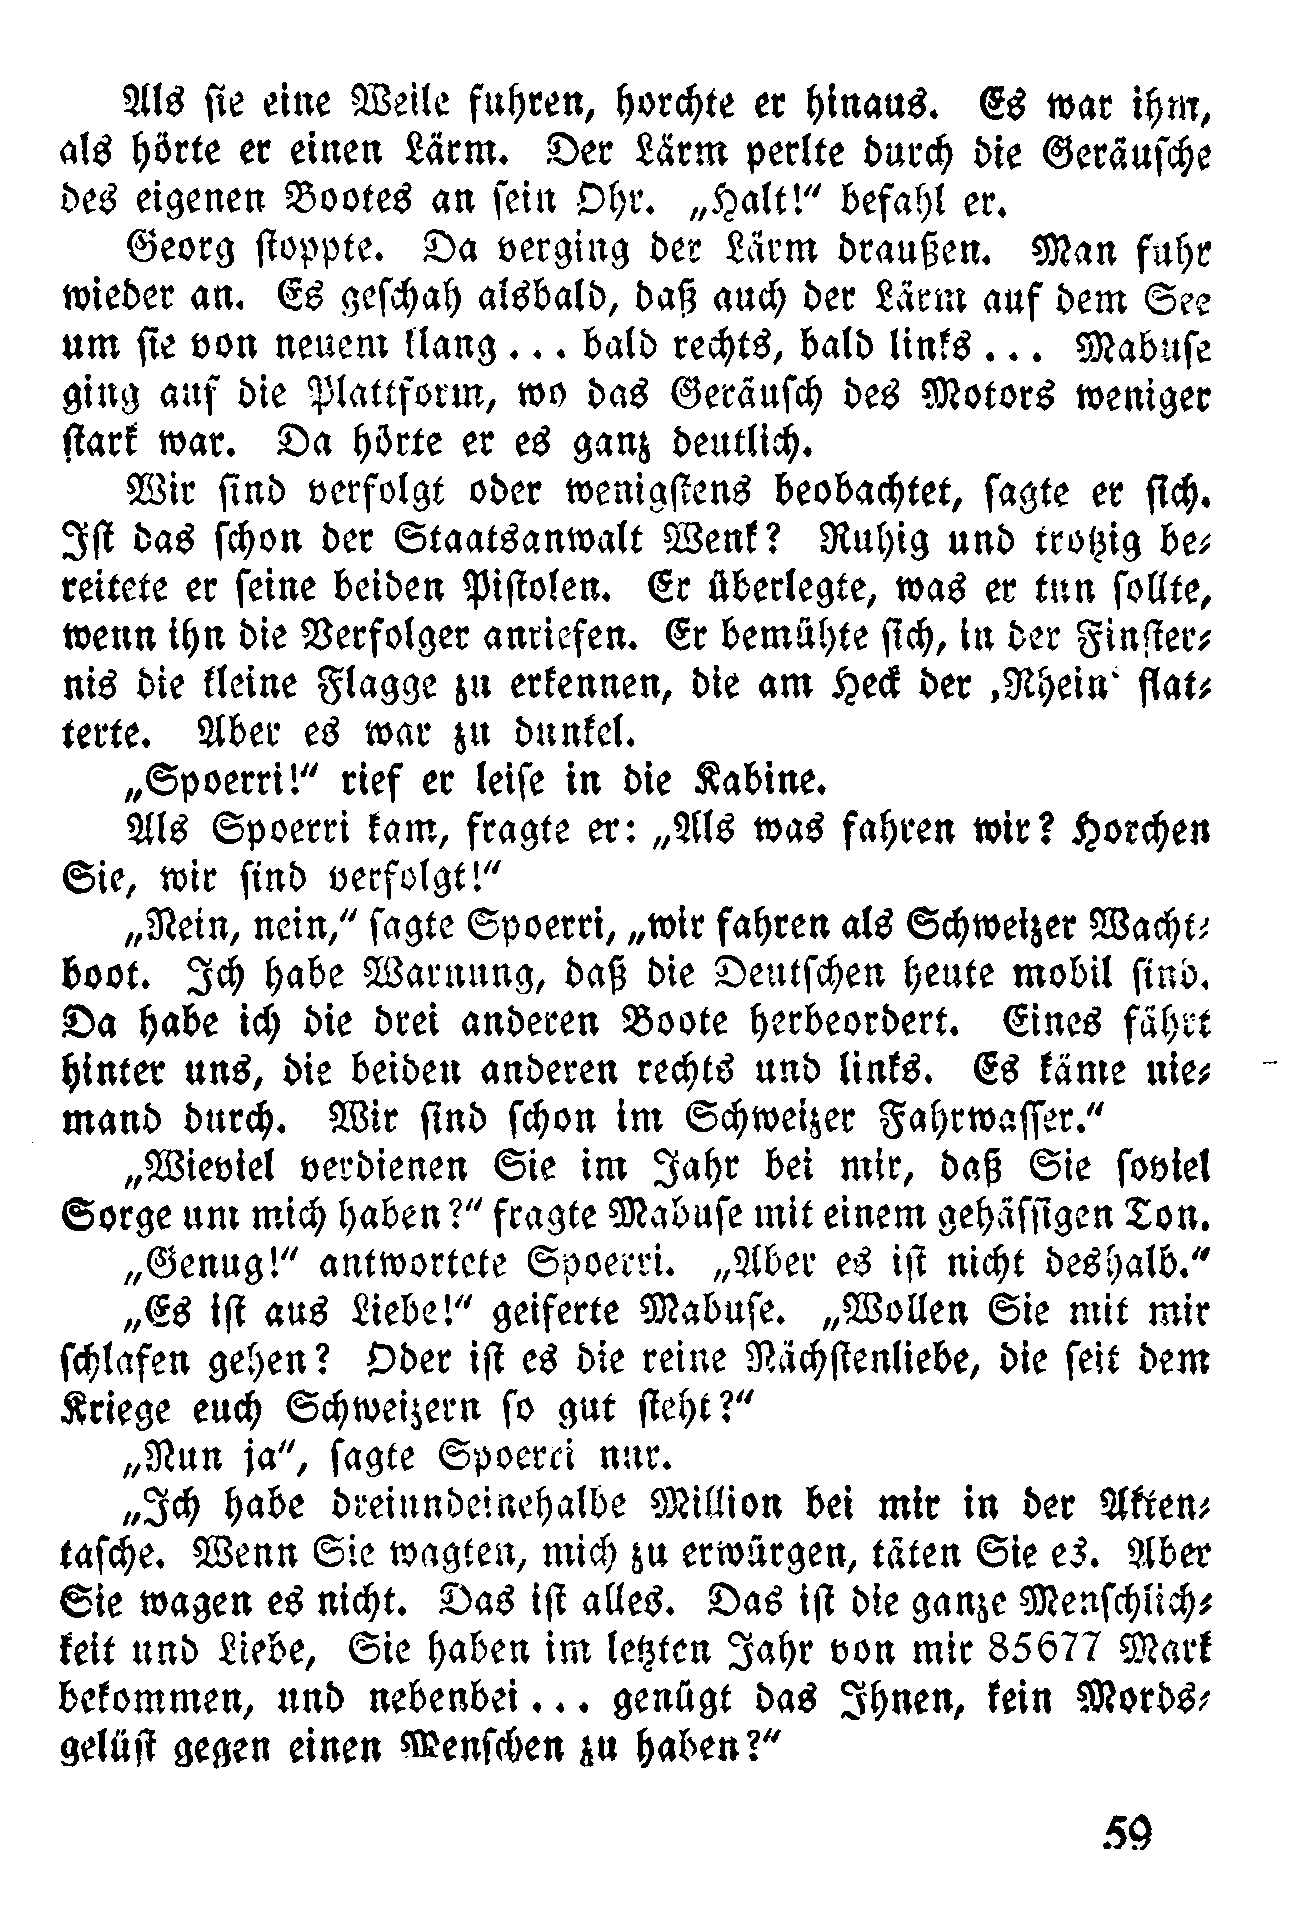 Als sie eine Weile fuhren, horchte er hinaus. Es war ihm,
als hörte er einen Lärm. Der Lärm perlte durch die Geräusche
des eigenen Bootes an sein Ohr. „Halt!“ befahl er.
Georg stoppte. Da verging der Lärm draußen. Man fuhr
wieder an. Es geschah alsbald, daß auch der Lärm auf dem See
um sie von neuem klang ... bald rechts, bald links ... Mabuse
ging auf die Plattform, wo das Geräusch des Motors weniger
stark war. Da hörte er es ganz deutlich.
Wir sind verfolgt oder wenigstens beobachtet, sagte er sich.
Ist das schon der Staatsanwalt Wenk? Ruhig und trotzig be-
reitete er seine beiden Pistolen. Er überlegte, was er tun sollte,
wenn ihn die Verfolger anriefen. Er bemühte sich, in der Finster-
nis die kleine Flagge zu erkennen, die am Heck der ‚Rhein‘ flat-
terte. Aber es war zu dunkel.
„Spoerri!“ rief er leise in die Kabine.
Als Spoerri kam, fragte er: „Als was fahren wir? Horchen
Sie, wir sind verfolgt!“
„Nein, nein,“ sagte Spoerri, „wir fahren als Schweizer Wacht-
boot. Ich habe Warnung, daß die Deutschen heute mobil sind.
Da habe ich die drei anderen Boote herbeordert. Eines fährt
hinter uns, die beiden anderen rechts und links. Es käme nie-
mand durch. Wir sind schon im Schweizer Fahrwasser.“
„Wieviel verdienen Sie im Jahr bei mir, daß Sie soviel
Sorge um mich haben?“ fragte Mabuse mit einem gehässigen Ton.
„Genug!“ antwortete Spoerri. „Aber es ist nicht deshalb.“
„Es ist aus Liebe!“ geiferte Mabuse. „Wollen Sie mit mir
schlafen gehen? Oder ist es die reine Nächstenliebe, die seit dem
Kriege euch Schweizern so gut steht?“
„Nun ja“, sagte Spoerri nur.
„Ich habe dreiundeinehalbe Million bei mir in der Akten-
tasche. Wenn Sie wagten, mich zu erwürgen, täten Sie es. Aber
Sie wagen es nicht. Das ist alles. Das ist die ganze Menschlich-
keit und Liebe, Sie haben im letzten Jahr von mir 85677 Mark
bekommen, und nebenbei ... genügt das Ihnen, kein Mords-
gelüst gegen einen Menschen zu haben?“
59